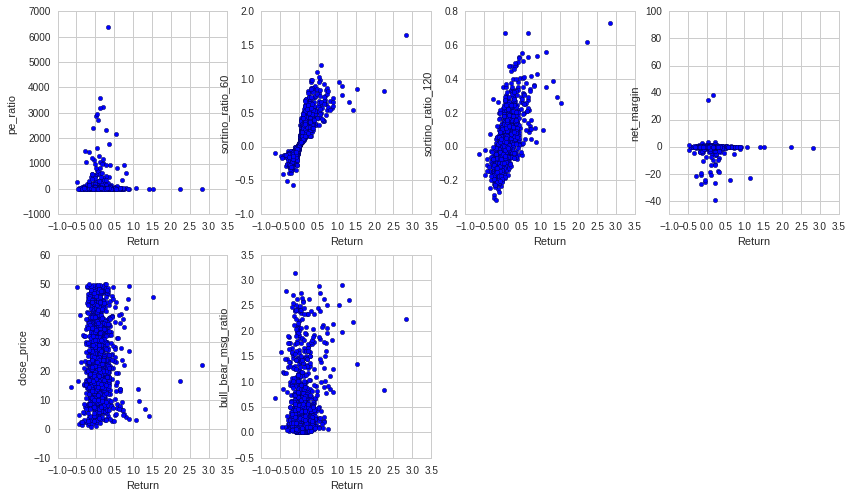 7000
6000
5000
4000
3000
2000
1000
0
−1000
pe_ratio
−1.0−0.5 0.0 0.5 1.0 1.5 2.0 2.5 3.0 3.5
Return
2.0
1.5
1.0
0.5
0.0
−0.5
−1.0
sortino_ratio_60
−1.0−0.5 0.0 0.5 1.0 1.5 2.0 2.5 3.0 3.5
Return
0.8
0.6
0.4
0.2
0.0
−0.2
−0.4
sortino_ratio_120
−1.0−0.5 0.0 0.5 1.0 1.5 2.0 2.5 3.0 3.5
Return
100
80
60
40
20
0
−20
−40
net_margin
−1.0−0.5 0.0 0.5 1.0 1.5 2.0 2.5 3.0 3.5
Return
60
50
40
30
20
10
0
−10
close_price
−1.0−0.5 0.0 0.5 1.0 1.5 2.0 2.5 3.0 3.5
Return
3.5
3.0
2.5
2.0
1.5
1.0
0.5
0.0
−0.5
bull_bear_msg_ratio
−1.0−0.5 0.0 0.5 1.0 1.5 2.0 2.5 3.0 3.5
Return